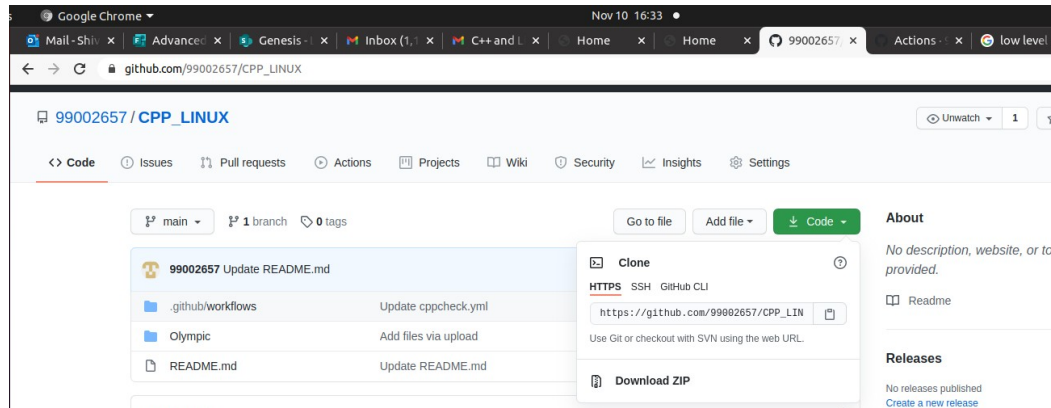 s Google Chrome Nov 10 16:33
Mail - Shiv Advanced Genesis - L Inbox (1,1 C++ and L Home Home 99002657/ Actions - S low level
github.com/99002657/CPP_LINUX
99002657 / CPP_LINUX Unwatch 1
Code Issues Pull requests Actions Projects Wiki Security Insights Settings
main 1 branch 0 tags Go to file Add file Code About
No description, website, or to
provided.
99002657 Update README.md Clone
HTTPS SSH GitHub CLI
.github/workflows Update cppcheck.yml https://github.com/99002657/CPP_LIN Readme
Olympic Add files via upload Use Git or checkout with SVN using the web URL.
README.md Update README.md Releases
Download ZIP
No releases published
Create a new release